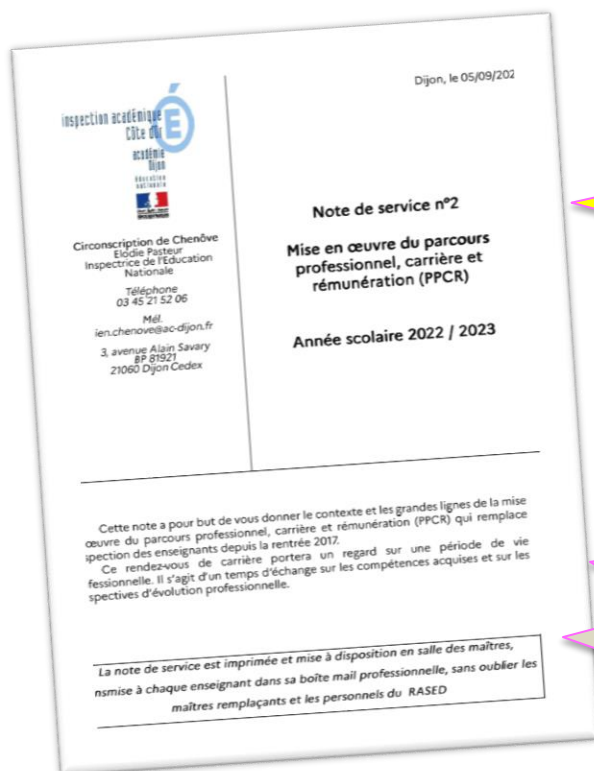 inspection académique
Côte d'Or
académie
Dijon
éducation
nationale
Circonscription de Chenôve
Elodie Pasteur
Inspectrice de l'Education
Nationale
Téléphone
03 45 21 52 06
Mél.
ien.chenove@ac-dijon.fr
3, avenue Alain Savary
BP 81921
21060 Dijon Cedex
Dijon, le 05/09/202
Note de service n°2
Mise en œuvre du parcours
professionnel, carrière et
rémunération (PPCR)
Année scolaire 2022 / 2023
Cette note a pour but de vous donner le contexte et les grandes lignes de la mise
œuvre du parcours professionnel, carrière et rémunération (PPCR) qui remplace
spection des enseignants depuis la rentrée 2017.
Ce rendez-vous de carrière portera un regard sur une période de vie
fessionnelle. Il s'agit d'un temps d'échange sur les compétences acquises et sur les
spectives d'évolution professionnelle.
La note de service est imprimée et mise à disposition en salle des maîtres,
nsmise à chaque enseignant dans sa boîte mail professionnelle, sans oublier les
maîtres remplaçants et les personnels du RASED